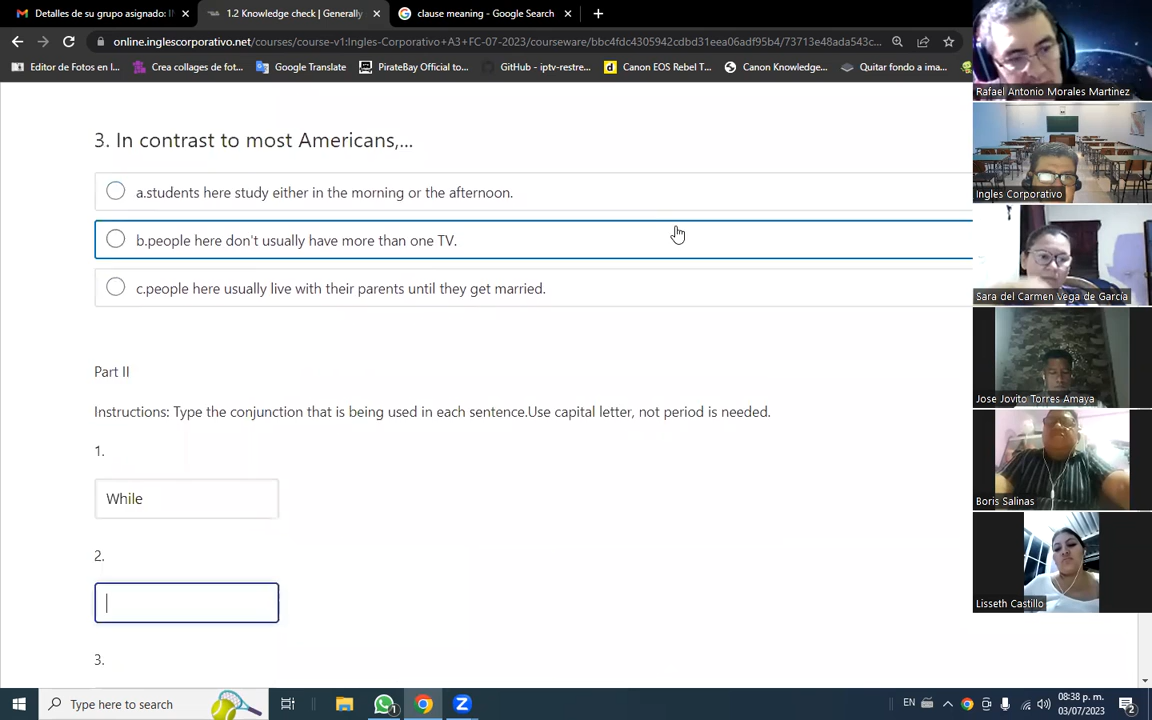 Detalles de su grupo asignado: I
1.2 Knowledge check | Generally
clause meaning - Google Search
online.inglescorporativo.net/courses/course-v1:Ingles-Corporativo+A3+FC-07-2023/courseware/bbc4fdc4305942cdbd31eea06adf95b4/73713e48ada543c...
Editor de Fotos en l...
Crea collages de fot...
Google Translate
PirateBay Official to...
GitHub - iptv-restre...
Canon EOS Rebel T...
Canon Knowledge...
Quitar fondo a ima...
3. In contrast to most Americans,...
a.students here study either in the morning or the afternoon.
b.people here don't usually have more than one TV.
c.people here usually live with their parents until they get married.
Part II
Instructions: Type the conjunction that is being used in each sentence.Use capital letter, not period is needed.
1.
While
2.
3.
Rafael Antonio Morales Martinez
Ingles Corporativo
Sara del Carmen Vega de Garcia
Jose Jovito Torres Amaya
Boris Salinas
Lisseth Castillo
Type here to search
1
EN
08:38 p. m.
03/07/2023
2